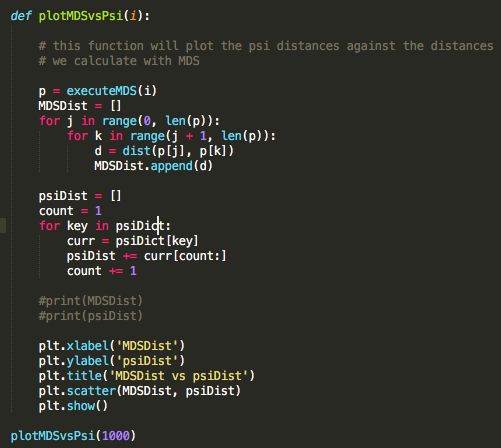 def plotMDSvsPsi(i):
# this function will plot the psi distances against the distances
# we calculate with MDS
p = executeMDS(i)
MDSDist = []
for j in range(0, len(p)):
for k in range(j + 1, len(p)):
d = dist(p[j], p[k])
MDSDist.append(d)
psiDist = []
count = 1
for key in psiDict:
curr = psiDict[key]
psiDist += curr[count:]
count += 1
#print(MDSDist)
#print(psiDist)
plt.xlabel('MDSDist')
plt.ylabel('psiDist')
plt.title('MDSDist vs psiDist')
plt.scatter(MDSDist, psiDist)
plt.show()
plotMDSvsPsi(1000)